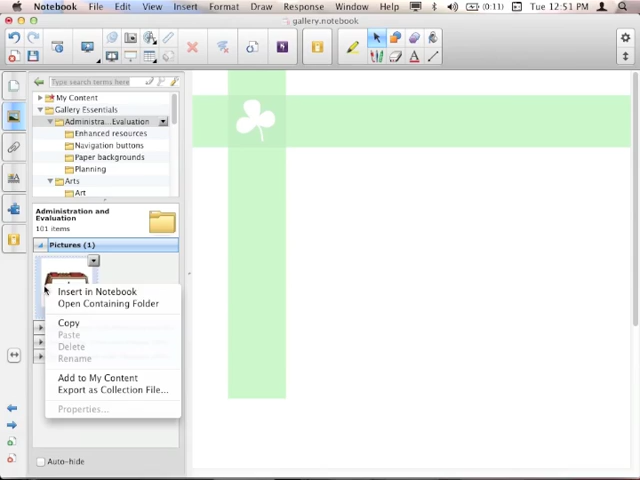 Notebook File Edit View Insert Format Draw Response Window Help (0:11) Tue 12:51 PM
gallery.notebook
Type search terms here
My Content
Gallery Essentials
Administra...Evaluation
Enhanced resources
Navigation buttons
Paper backgrounds
Planning
Arts
Art
Administration and
Evaluation
101 items
Pictures (1)
Insert in Notebook
Open Containing Folder
Copy
Paste
Delete
Rename
Add to My Content
Export as Collection File...
Properties...
Auto-hide